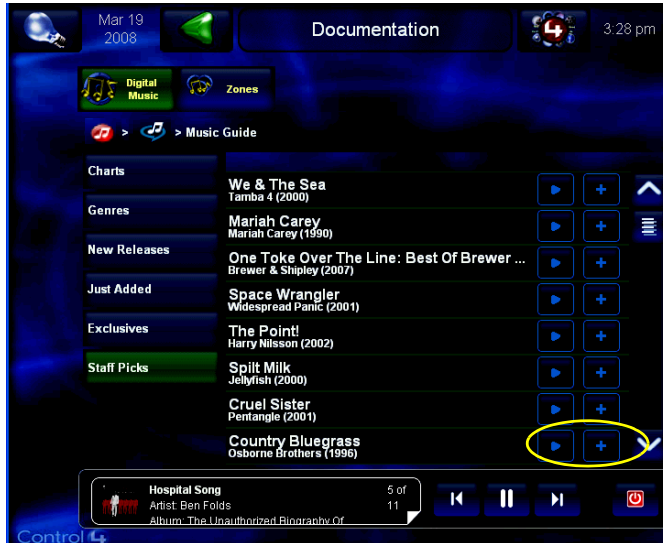 Mar 19
2008
Documentation
4
3:28 pm
Digital
Music
Zones
> > Music Guide
Charts
Genres
New Releases
Just Added
Exclusives
Staff Picks
We & The Sea
Tamba 4 (2000)
Mariah Carey
Mariah Carey (1990)
One Toke Over The Line: Best Of Brewer ...
Brewer & Shipley (2007)
Space Wrangler
Widespread Panic (2001)
The Point!
Harry Nilsson (2002)
Spilt Milk
Jellyfish (2000)
Cruel Sister
Pentangle (2001)
Country Bluegrass
Osborne Brothers (1996)
Hospital Song
5 of
Artist: Ben Folds
11
Album: The Unauthorized Biography Of
Control4